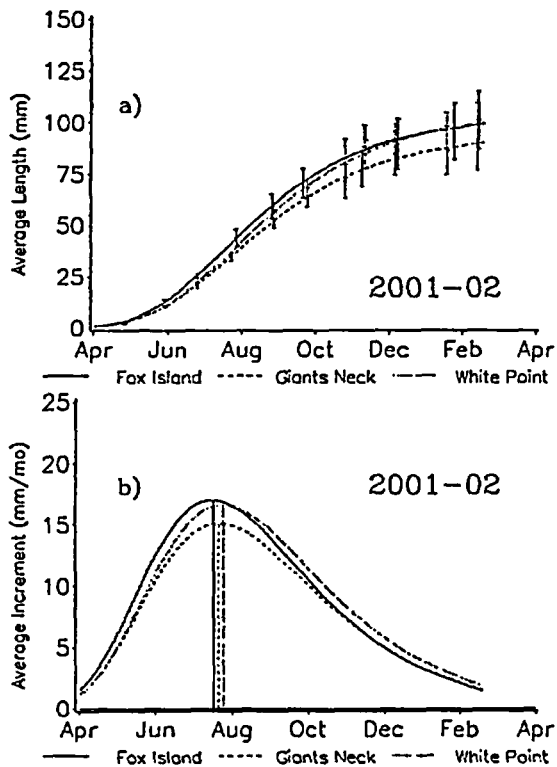 150
125
a)
100
75
50
25
0
Average Length (mm)
2001-02
Apr Jun Aug Oct Dec Feb Apr
Fox Island Giants Neck White Point
25
20
b)
2001-02
15
10
5
0
Average Increment (mm/mo)
Apr Jun Aug Oct Dec Feb Apr
Fox Island Giants Neck White Point